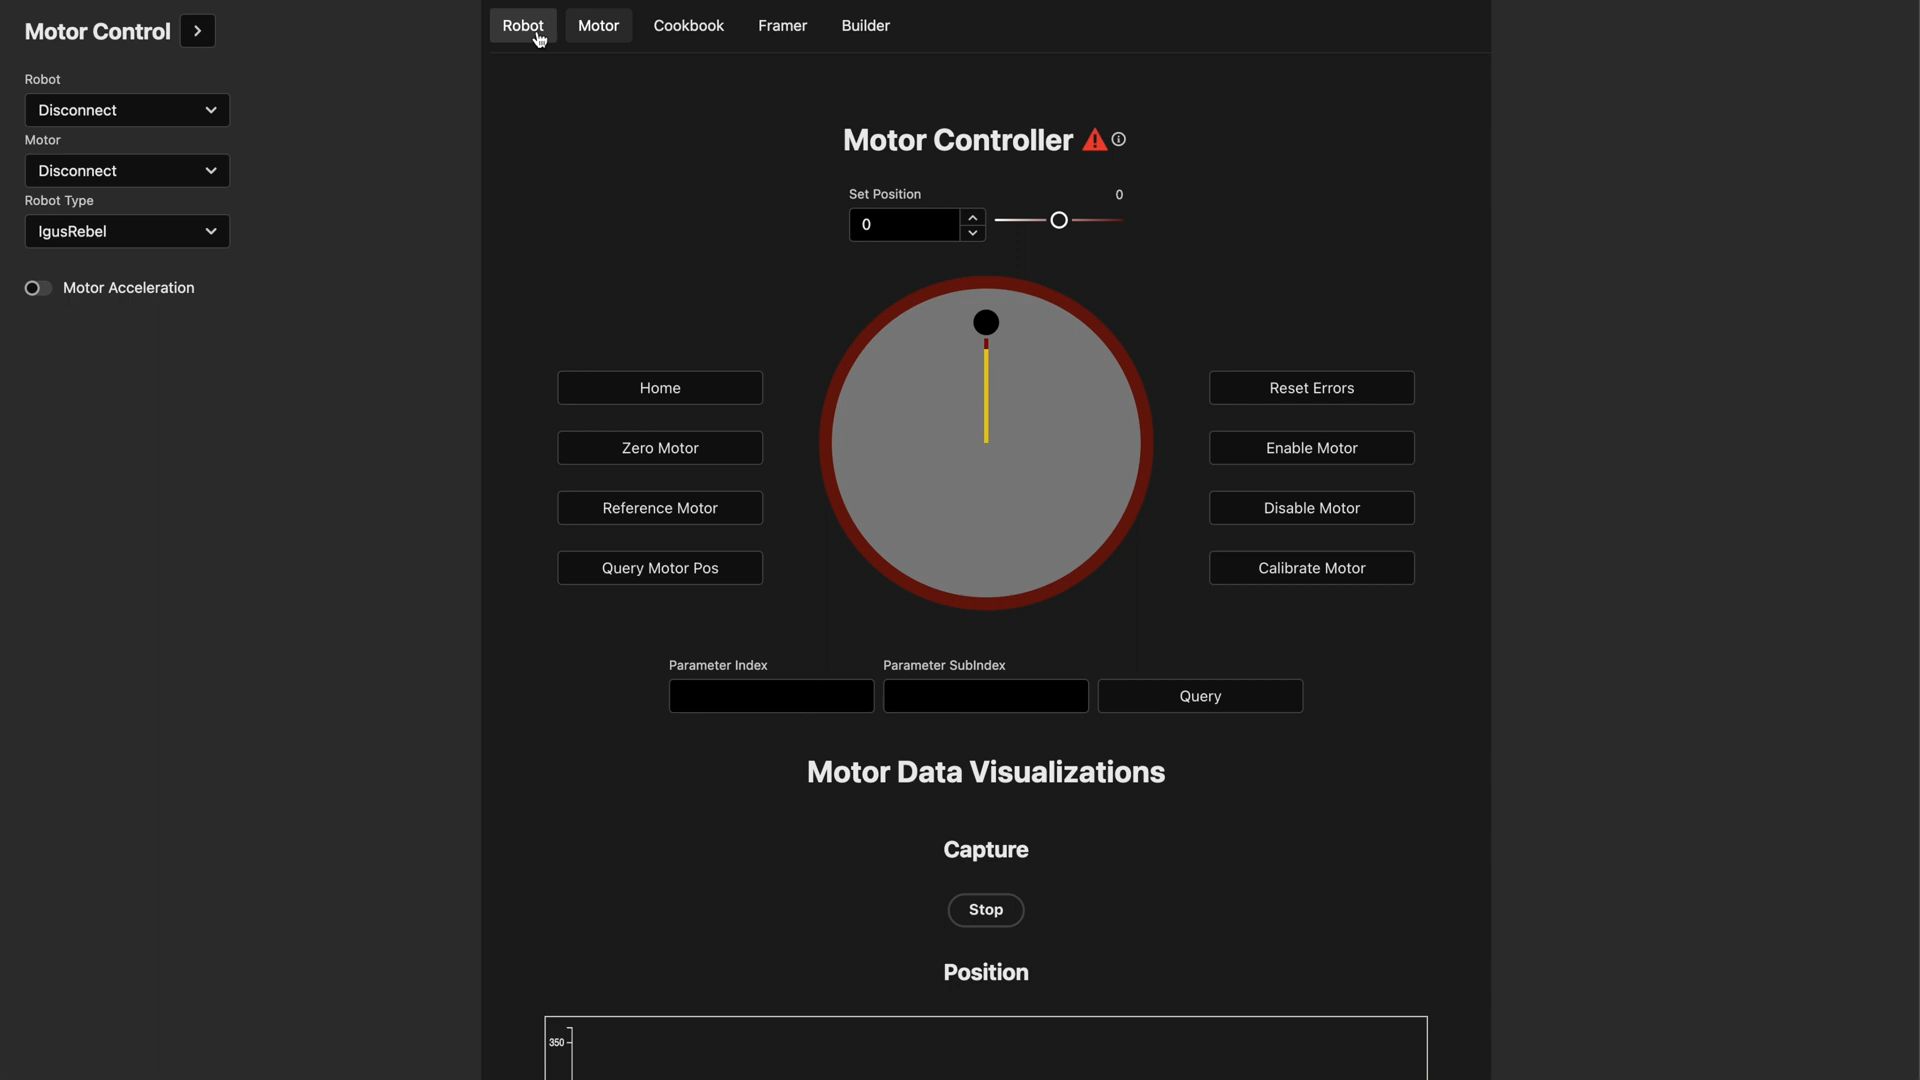 Motor Control
Robot
Disconnect
Motor
Disconnect
Robot Type
IgusRebel
Motor Acceleration
Robot Motor Cookbook Framer Builder
Motor Controller
Set Position 0
0
Home
Zero Motor
Reference Motor
Query Motor Pos
Reset Errors
Enable Motor
Disable Motor
Calibrate Motor
Parameter Index Parameter SubIndex
Query
Motor Data Visualizations
Capture
Stop
Position
350